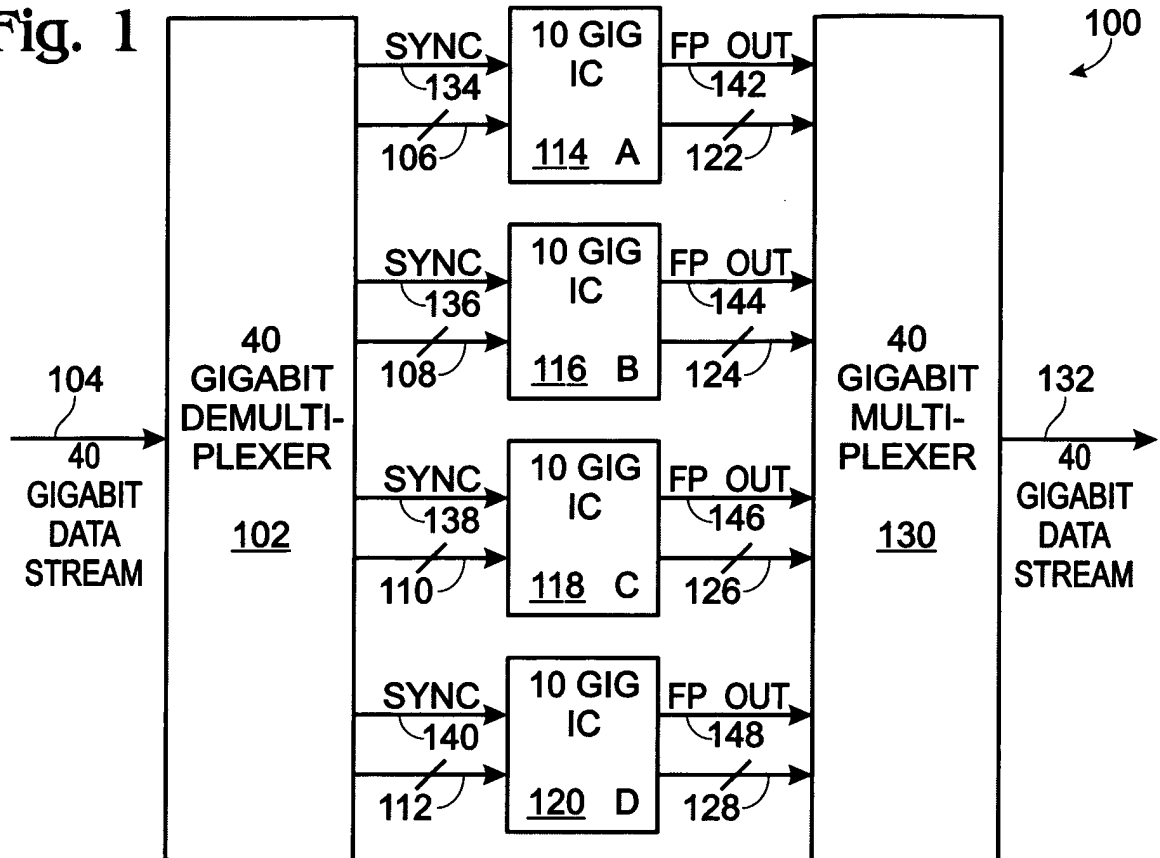 Fig. 1
100
SYNC
134
106
10 GIG
IC
114 A
FP OUT
142
122
SYNC
136
108
10 GIG
IC
116 B
FP OUT
144
124
104
40
GIGABIT
DATA
STREAM
40
GIGABIT
DEMULTI-
PLEXER
102
40
GIGABIT
MULTI-
PLEXER
130
132
40
GIGABIT
DATA
STREAM
SYNC
138
110
10 GIG
IC
118 C
FP OUT
146
126
SYNC
140
112
10 GIG
IC
120 D
FP OUT
148
128